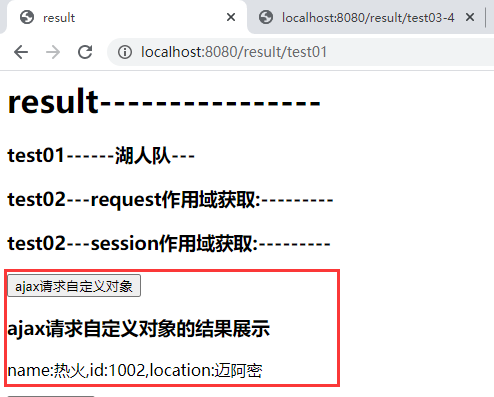 result
localhost:8080/result/test03-4
localhost:8080/result/test01
result----------------
test01------湖人队---
test02---request作用域获取:---------
test02---session作用域获取:---------
ajax请求自定义对象
ajax请求自定义对象的结果展示
name:热火,id:1002,location:迈阿密